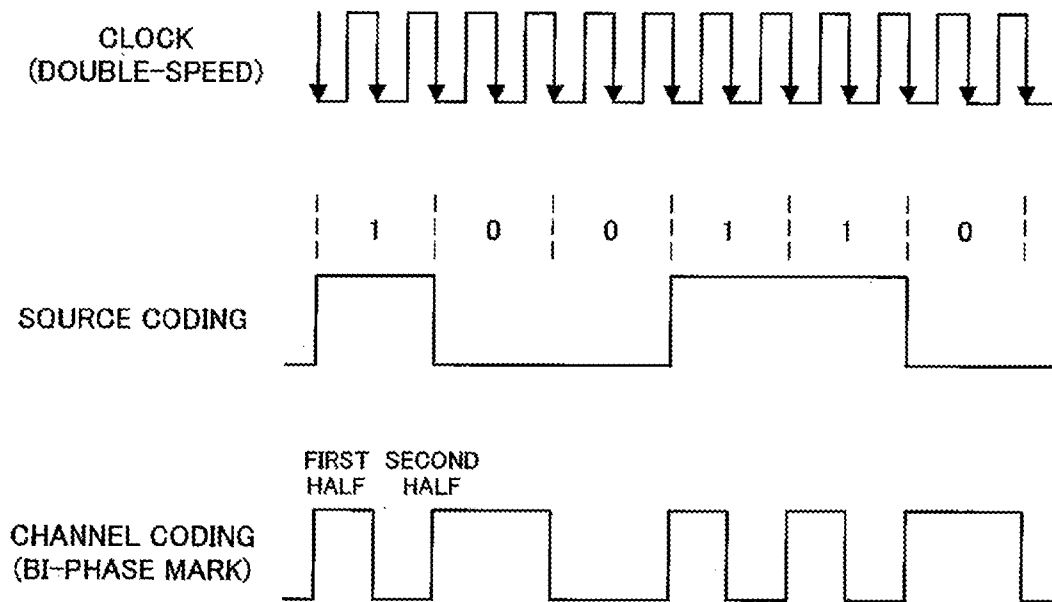 CLOCK
(DOUBLE-SPEED)
1 0 0 1 1 0
SOURCE CODING
FIRST SECOND
HALF HALF
CHANNEL CODING
(BI-PHASE MARK)